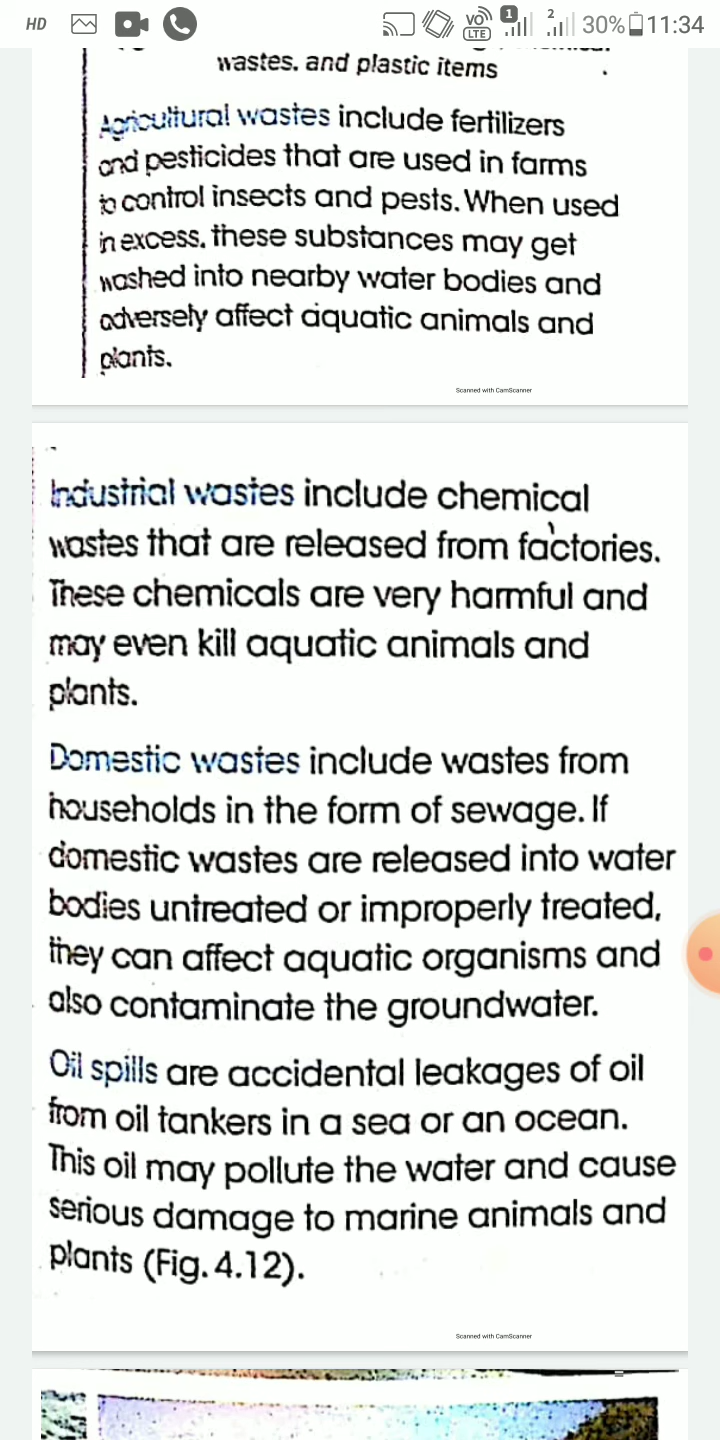 HD VO LTE 1 2 30% 11:34
wastes. and plastic items
Agricultural wastes include fertilizers
and pesticides that are used in farms
to control insects and pests. When used
in excess, these substances may get
washed into nearby water bodies and
adversely affect aquatic animals and
plants.
Scanned with CamScanner
Industrial wastes include chemical
wastes that are released from factories.
These chemicals are very harmful and
may even kill aquatic animals and
plants.
Domestic wastes include wastes from
households in the form of sewage. If
domestic wastes are released into water
bodies untreated or improperly treated,
they can affect aquatic organisms and
also contaminate the groundwater.
Oil spills are accidental leakages of oil
from oil tankers in a sea or an ocean.
This oil may pollute the water and cause
serious damage to marine animals and
plants (Fig. 4.12).
Scanned with CamScanner